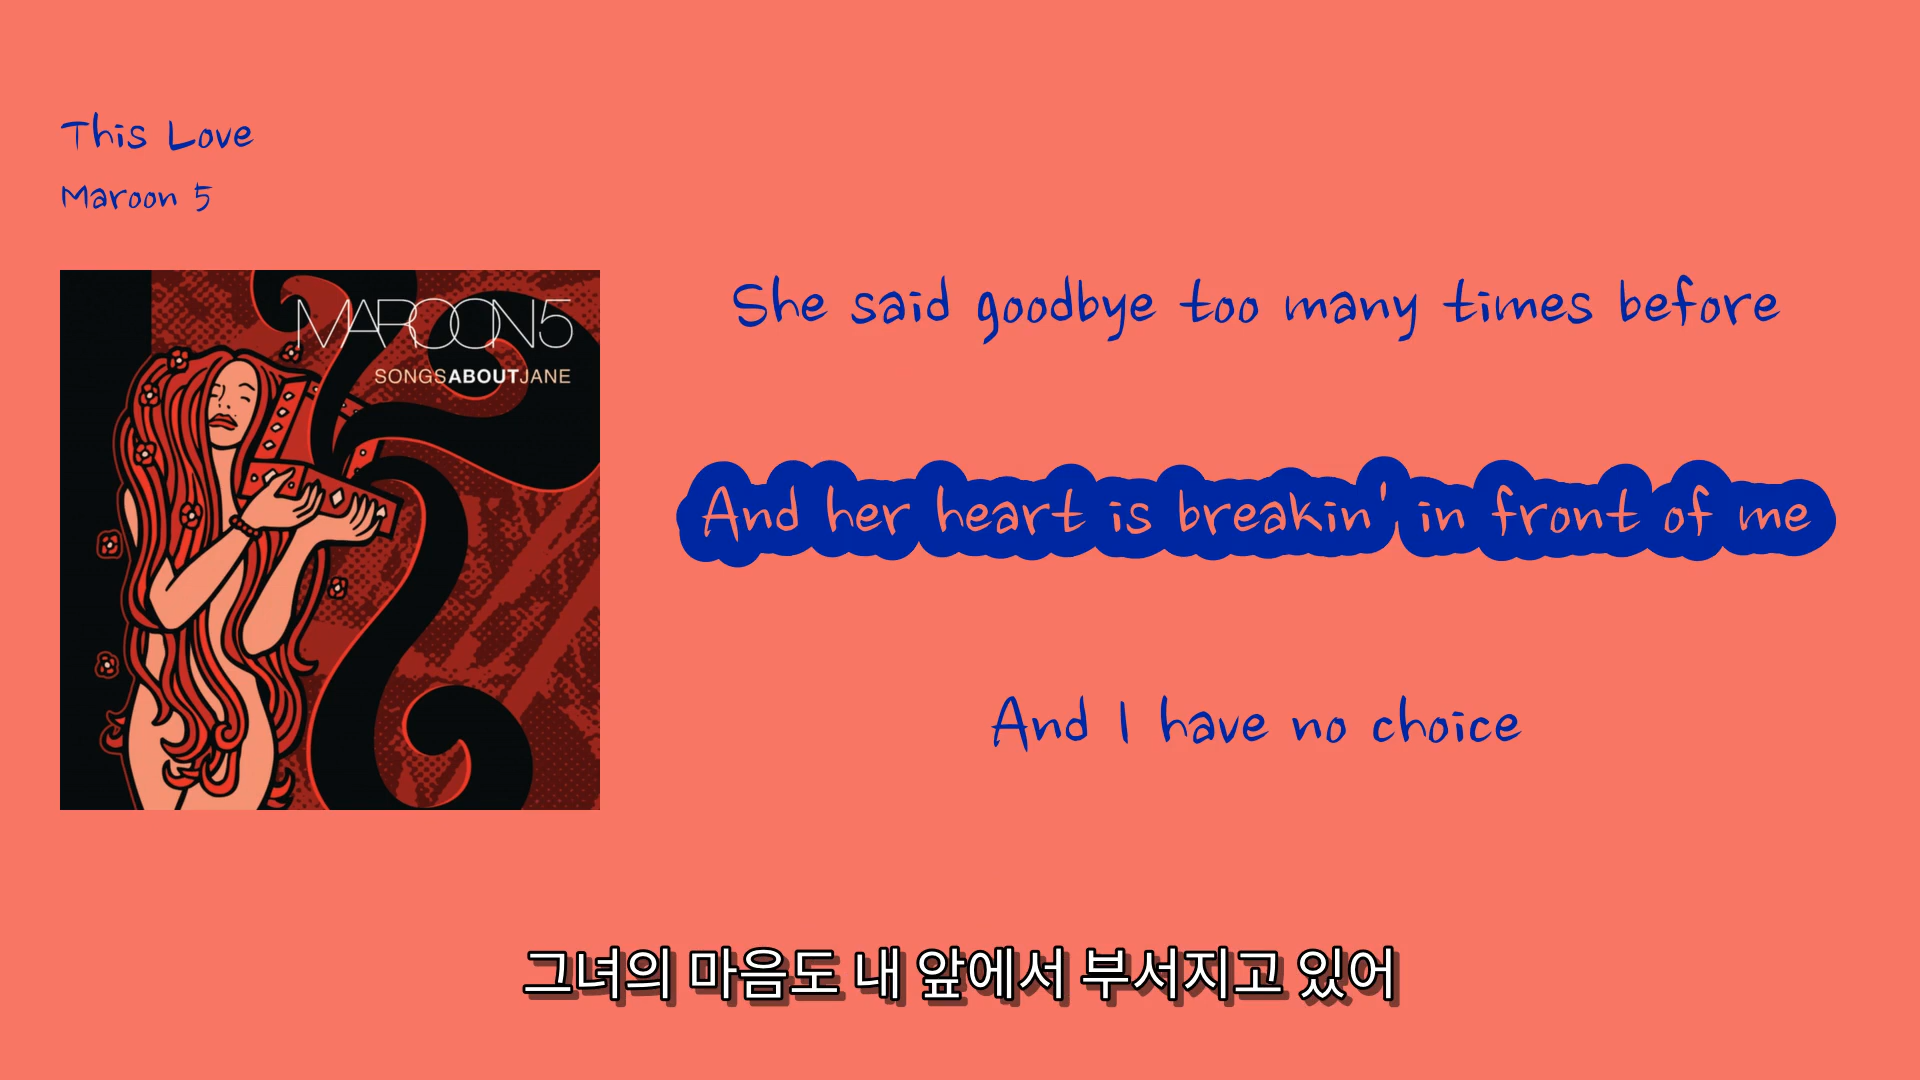 This Love
Maroon 5
MAROON5
SONGSABOUTJANE
She said goodbye too many times before
And her heart is breakin' in front of me
And I have no choice
그녀의 마음도 내 앞에서 부서지고 있어